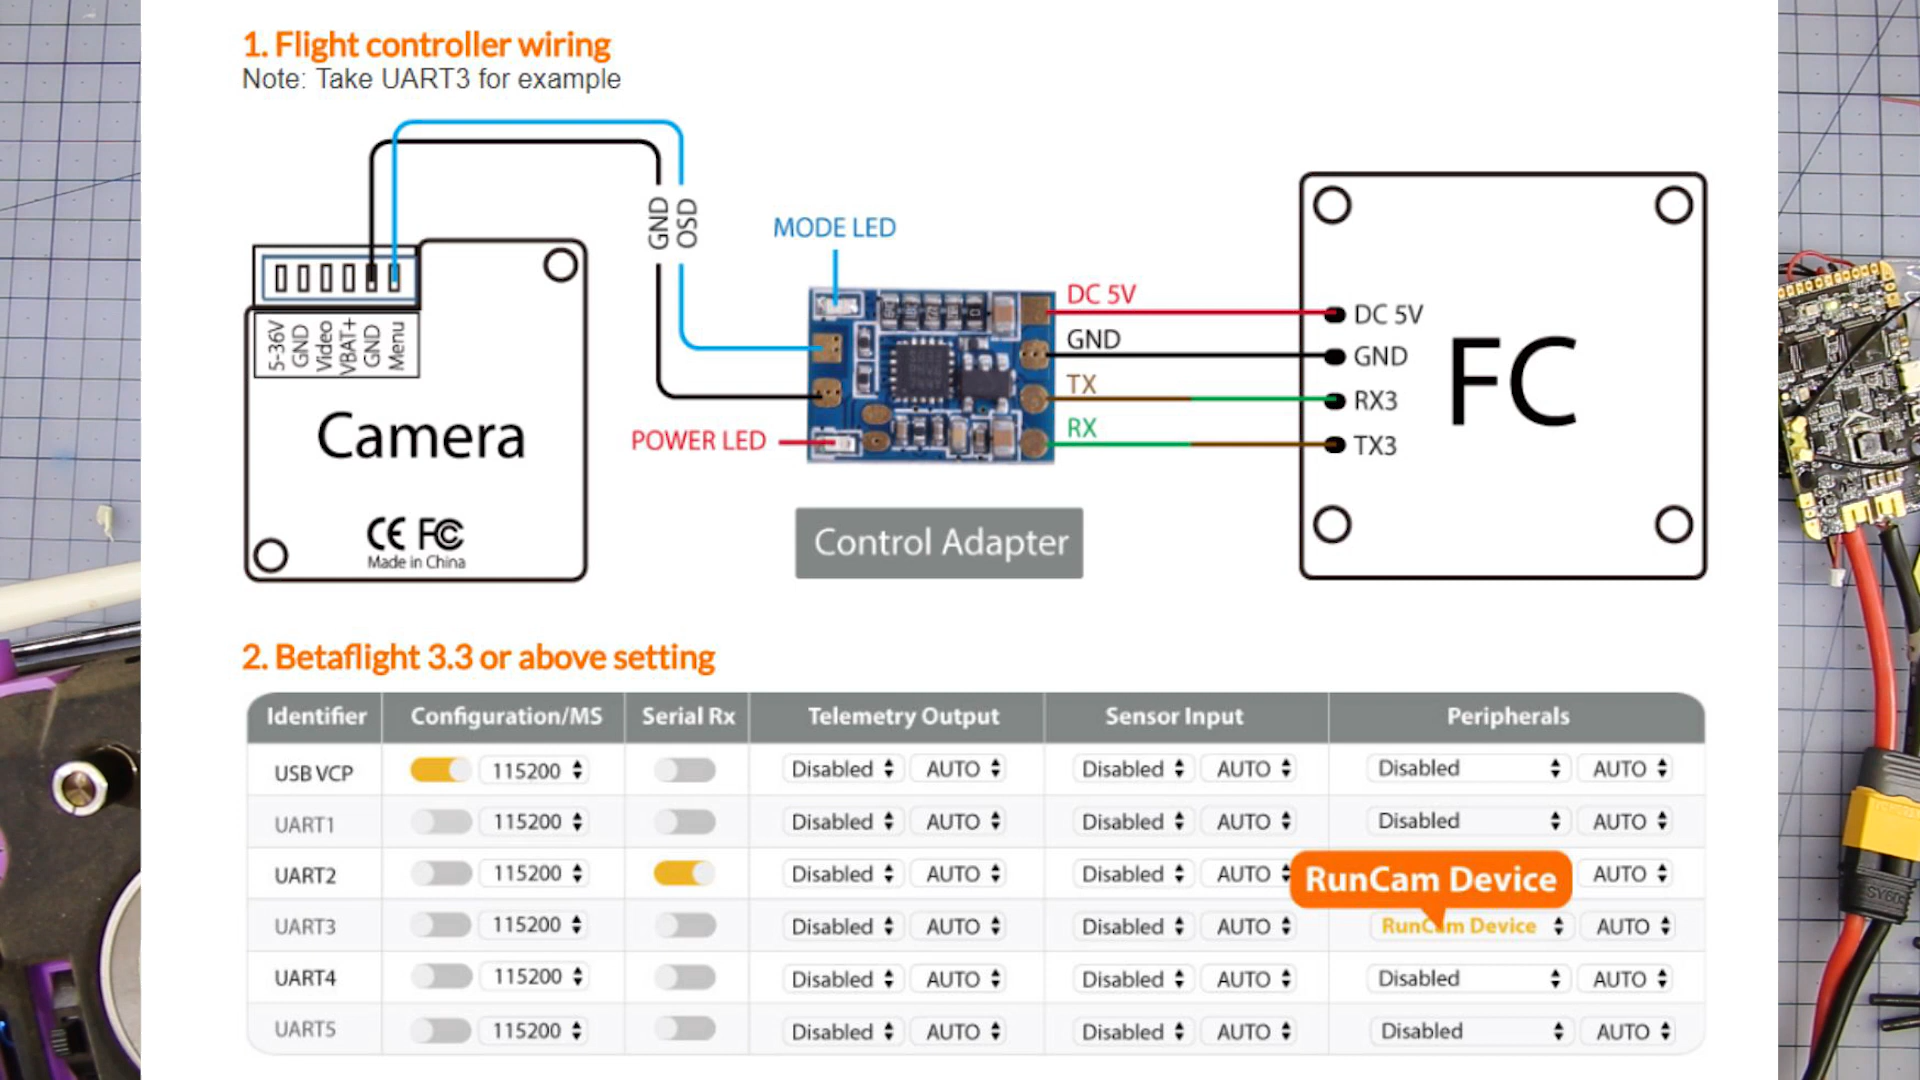 1. Flight controller wiring
Note: Take UART3 for example
GND
OSD
MODE LED
POWER LED
DC 5V
GND
TX
RX
DC 5V
GND
RX3
TX3
FC
5-36V
GND
Video
VBAT+
GND
Menu
Camera
CE FC
Made in China
Control Adapter
2. Betaflight 3.3 or above setting
Identifier Configuration/MS Serial Rx Telemetry Output Sensor Input Peripherals
USB VCP 115200 Disabled AUTO Disabled AUTO Disabled AUTO
UART1 115200 Disabled AUTO Disabled AUTO Disabled AUTO
UART2 115200 Disabled AUTO Disabled AUTO RunCam Device AUTO
UART3 115200 Disabled AUTO Disabled AUTO RunCam Device AUTO
UART4 115200 Disabled AUTO Disabled AUTO Disabled AUTO
UART5 115200 Disabled AUTO Disabled AUTO Disabled AUTO